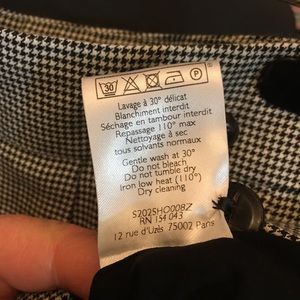 30
P
Lavage à 30° délicat
Blanchiment interdit
Séchage en tambour interdit
Repassage 110° max
Nettoyage à sec
tous solvants normaux
Gentle wash at 30°
Do not bleach
Do not tumble dry
Iron low heat (110°)
Dry cleaning
S2025HO008Z
RN 154 043
12 rue d'Uzès 75002 Paris